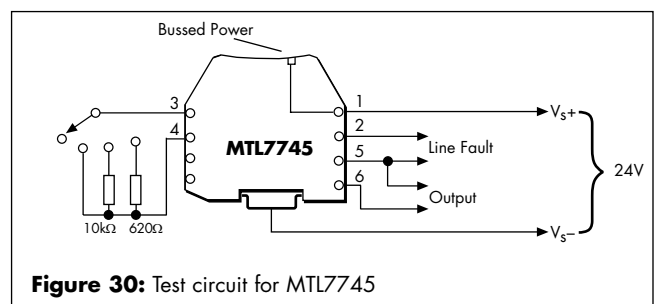 Bussed Power
3
4
MTL7745
1
2
5
6
Vs+
Line Fault
Output
24V
Vs–
10kΩ 620Ω
Figure 30: Test circuit for MTL7745